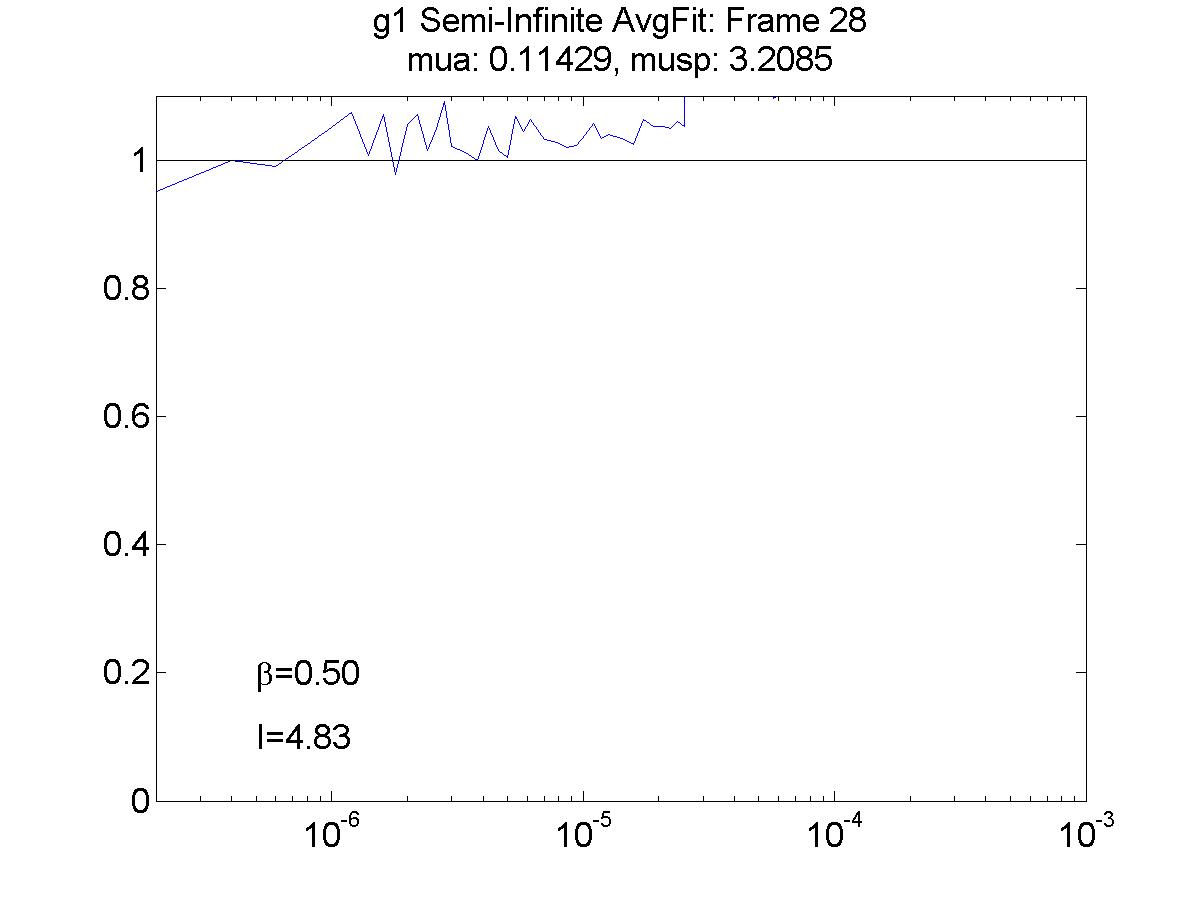 g1 Semi-Infinite AvgFit: Frame 28
mua: 0.11429, musp: 3.2085
1
0.8
0.6
0.4
0.2
0
β=0.50
I=4.83
10^-6
10^-5
10^-4
10^-3